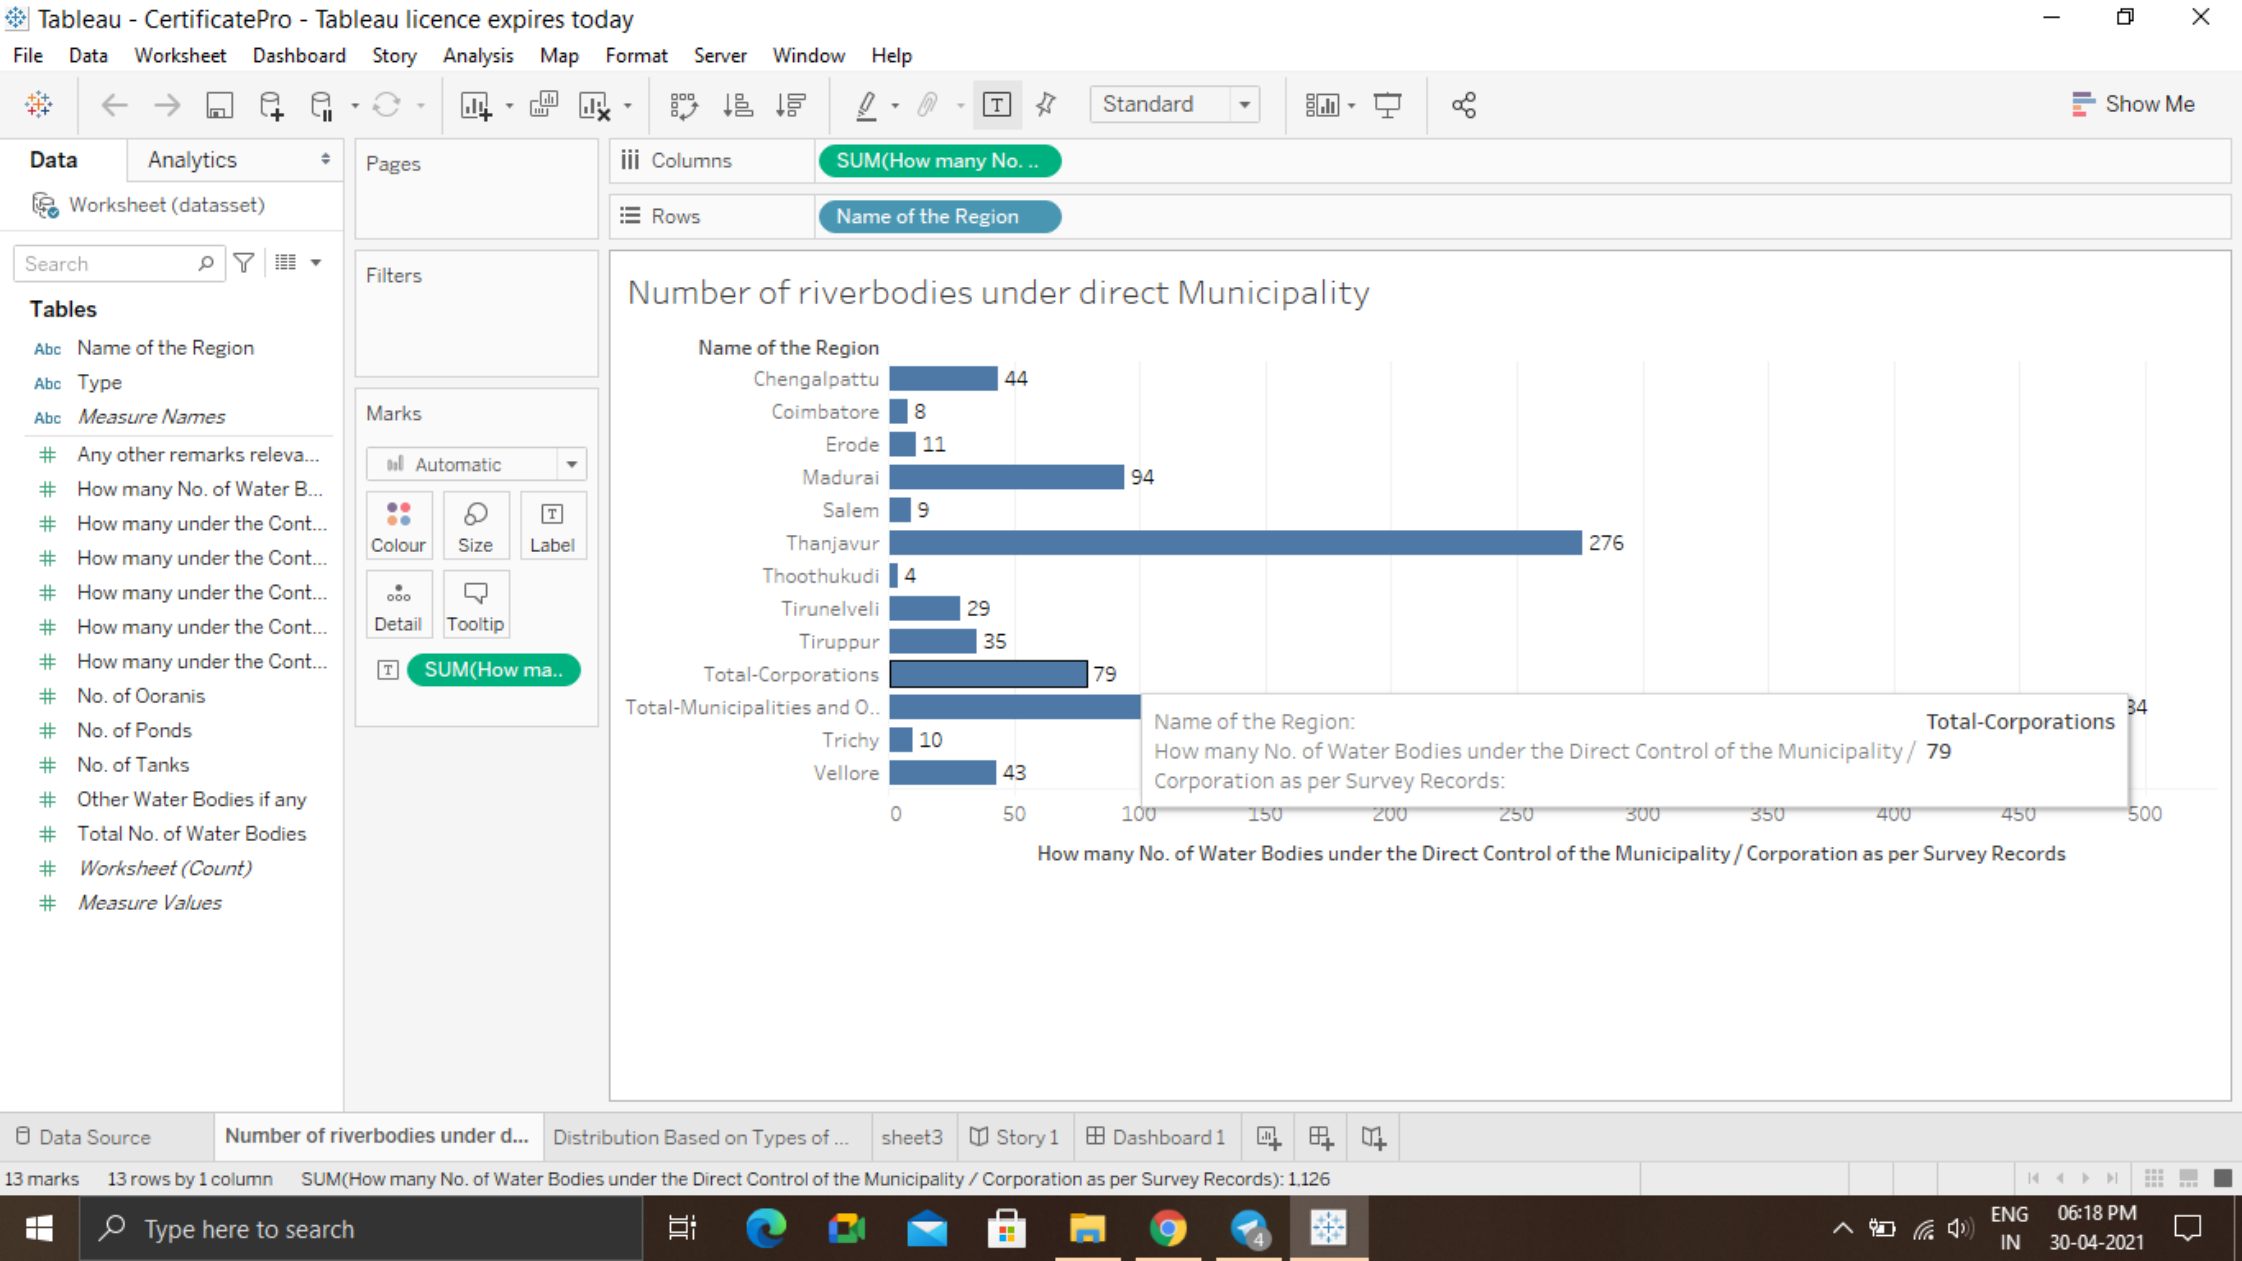 Tableau - CertificatePro - Tableau licence expires today
File Data Worksheet Dashboard Story Analysis Map Format Server Window Help
Standard
Show Me
Data Analytics
Worksheet (datasset)
Search
Tables
Abc Name of the Region
Abc Type
Abc Measure Names
# Any other remarks releva...
# How many No. of Water B...
# How many under the Cont...
# How many under the Cont...
# How many under the Cont...
# How many under the Cont...
# How many under the Cont...
# No. of Ooranis
# No. of Ponds
# No. of Tanks
# Other Water Bodies if any
# Total No. of Water Bodies
# Worksheet (Count)
# Measure Values
Pages
Filters
Marks
Automatic
Colour Size T Label
Detail Tooltip
T SUM(How ma..
Columns SUM(How many No. ..
Rows Name of the Region
Number of riverbodies under direct Municipality
Name of the Region
Chengalpattu 44
Coimbatore 8
Erode 11
Madurai 94
Salem 9
Thanjavur 276
Thoothukudi 4
Tirunelveli 29
Tiruppur 35
Total-Corporations 79
Total-Municipalities and O.. 84
Trichy 10
Vellore 43
Name of the Region: Total-Corporations
How many No. of Water Bodies under the Direct Control of the Municipality / 79
Corporation as per Survey Records:
0 50 100 150 200 250 300 350 400 450 500
How many No. of Water Bodies under the Direct Control of the Municipality / Corporation as per Survey Records
Data Source Number of riverbodies under d... Distribution Based on Types of ... sheet3 Story 1 Dashboard 1
13 marks 13 rows by 1 column SUM(How many No. of Water Bodies under the Direct Control of the Municipality / Corporation as per Survey Records): 1,126
Type here to search
4
ENG
IN
06:18 PM
30-04-2021